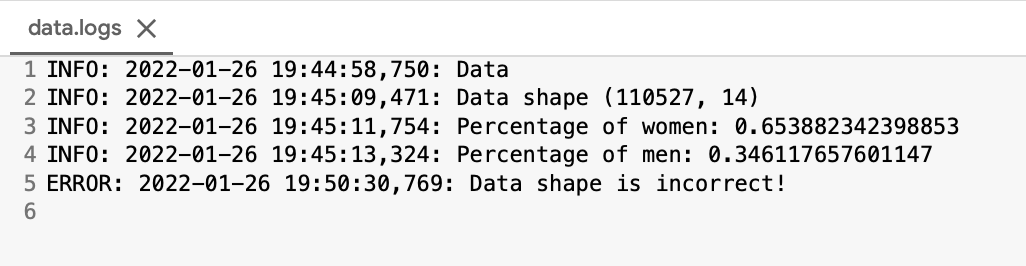 data.logs
1 INFO: 2022-01-26 19:44:58,750: Data
2 INFO: 2022-01-26 19:45:09,471: Data shape (110527, 14)
3 INFO: 2022-01-26 19:45:11,754: Percentage of women: 0.653882342398853
4 INFO: 2022-01-26 19:45:13,324: Percentage of men: 0.346117657601147
5 ERROR: 2022-01-26 19:50:30,769: Data shape is incorrect!
6